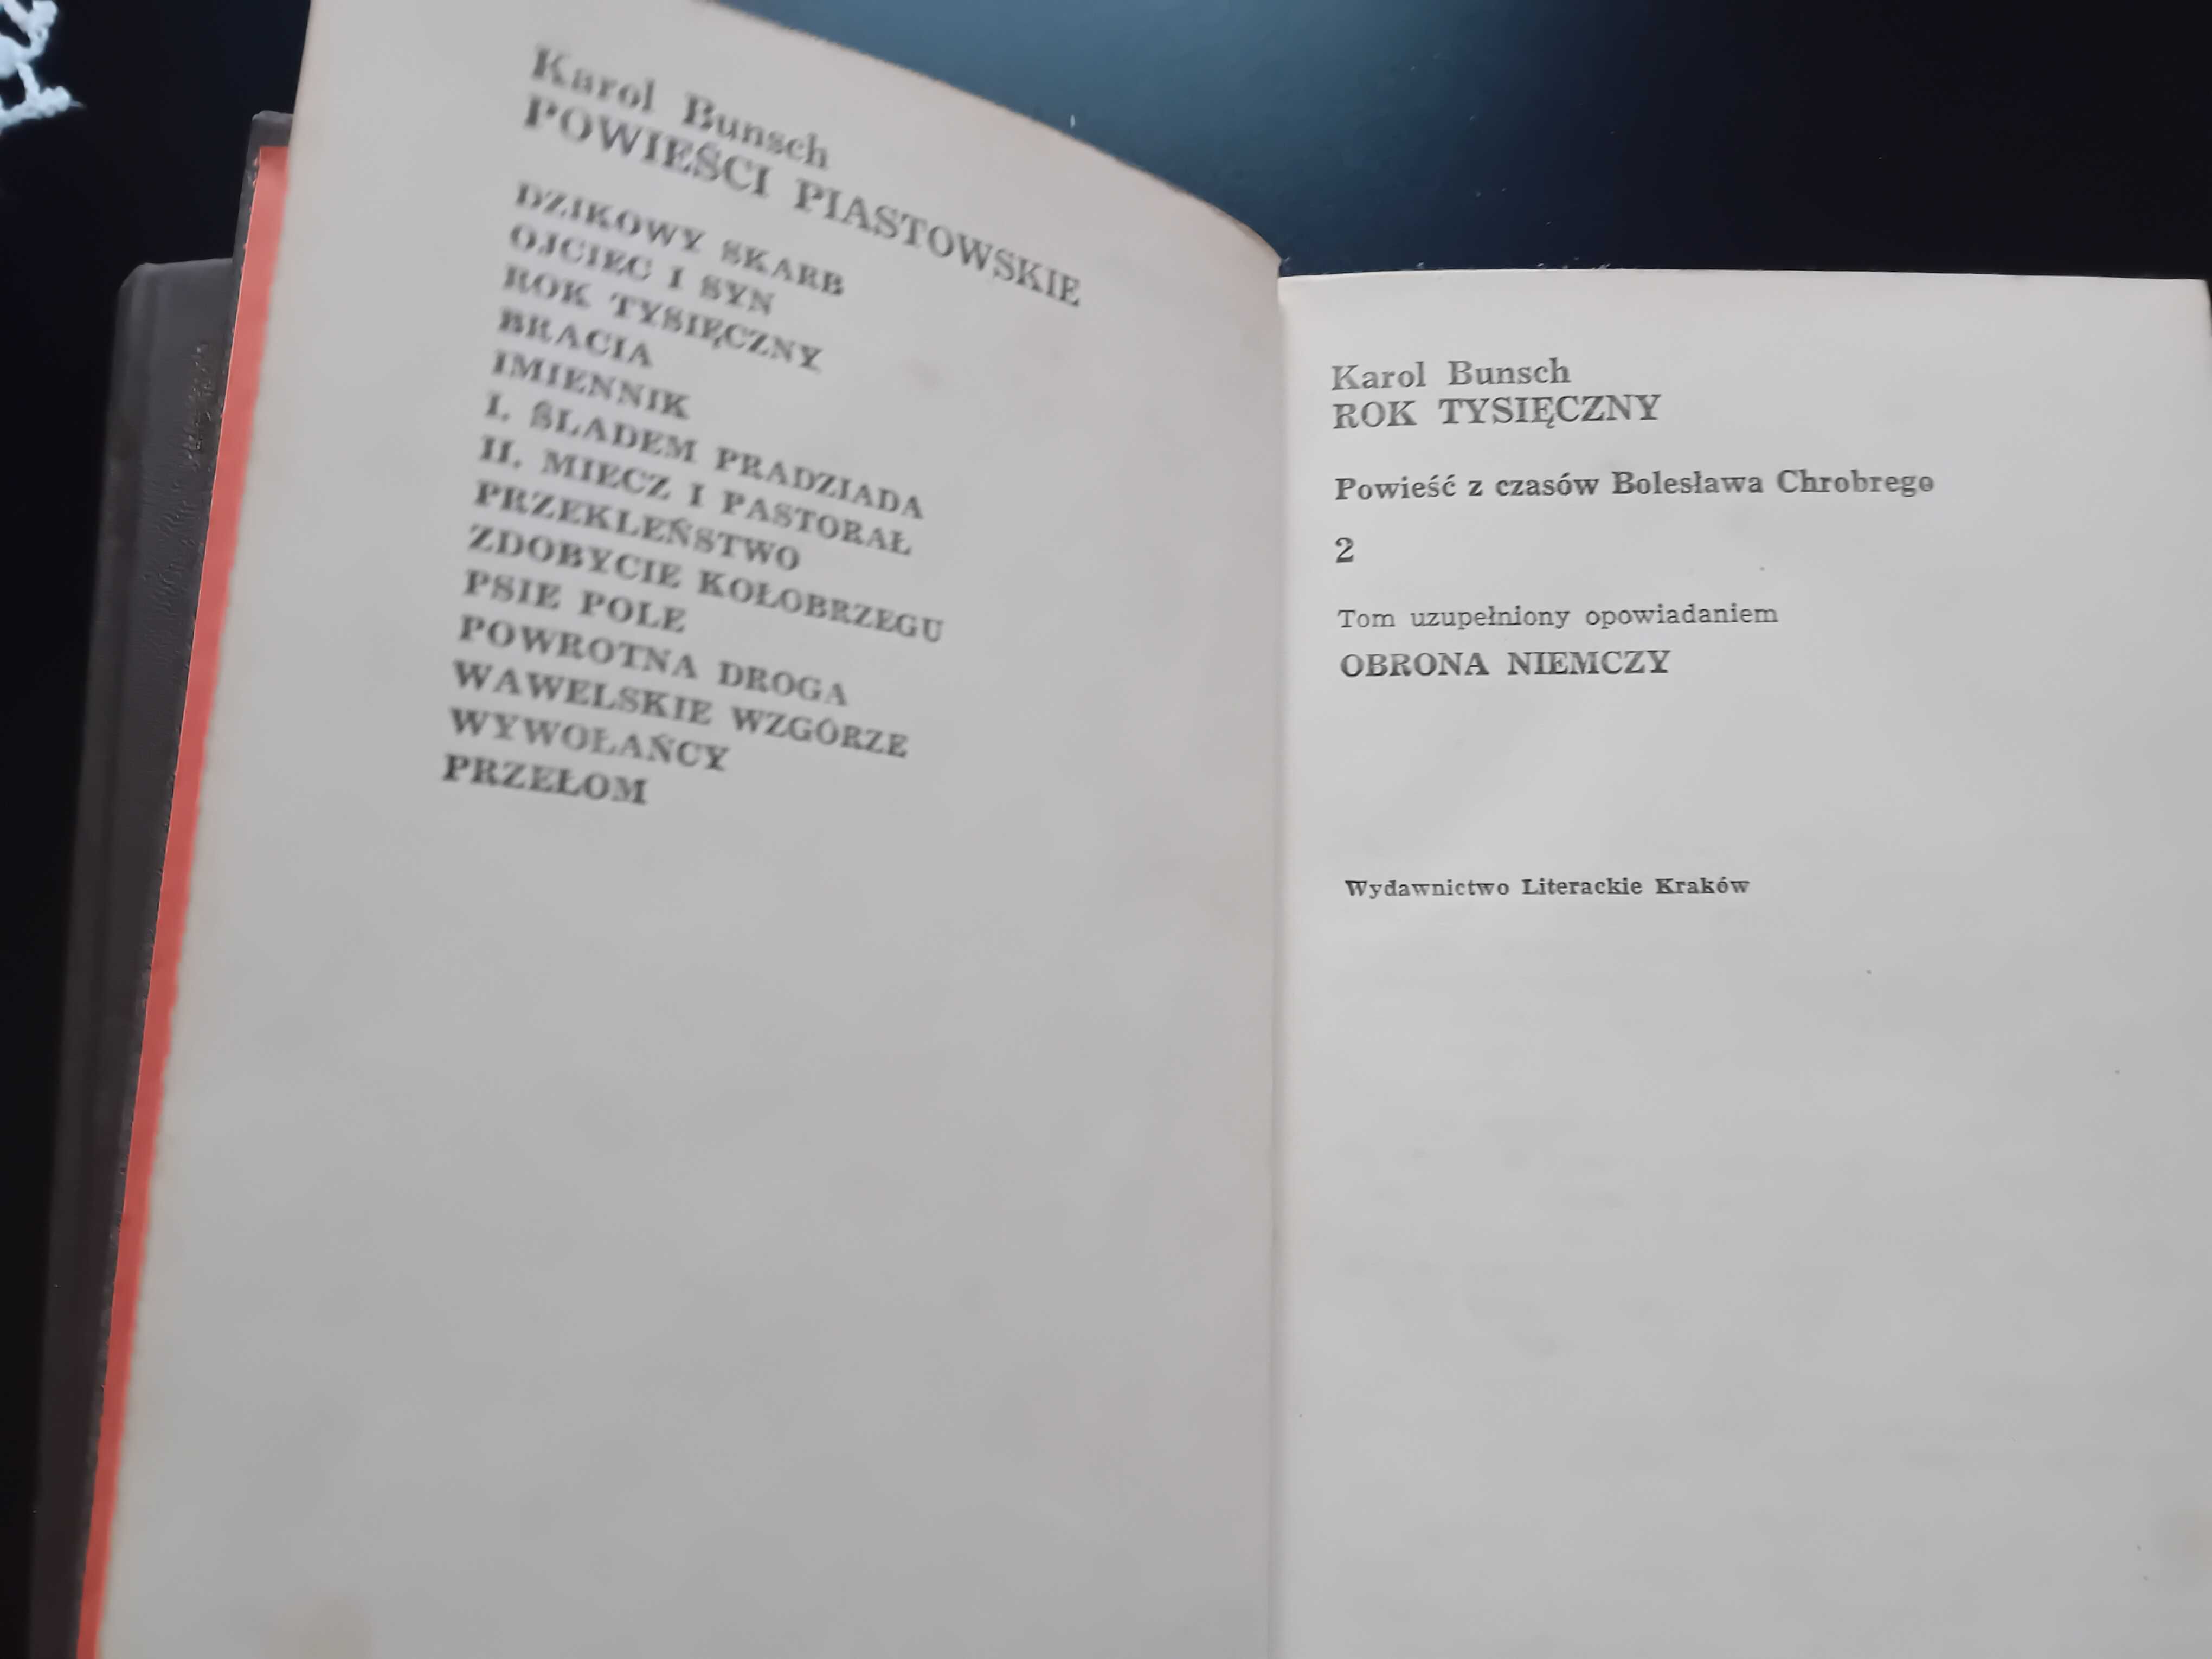 Karol Bunsch
POWIEŚCI PIASTOWSKIE
DZIKOWY SKARB
OJCIEC I SYN
ROK TYSIĘCZNY
BRACIA
IMIENNIK
I. ŚLADEM PRADZIADA
II. MIECZ I PASTORAŁ
PRZEKLEŃSTWO
ZDOBYCIE KOŁOBRZEGU
PSIE POLE
POWROTNA DROGA
WAWELSKIE WZGÓRZE
WYWOŁAŃCY
PRZEŁOM
Karol Bunsch
ROK TYSIĘCZNY
Powieść z czasów Bolesława Chrobrego
2
Tom uzupełniony opowiadaniem
OBRONA NIEMCZY
Wydawnictwo Literackie Kraków